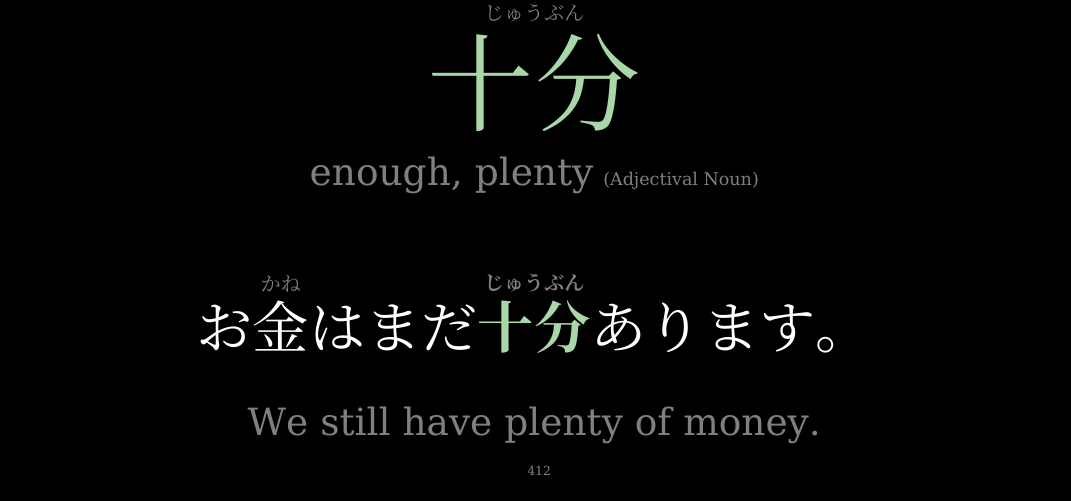 じゅうぶん
十分
enough, plenty (Adjectival Noun)
かね じゅうぶん
お金はまだ十分あります。
We still have plenty of money.
412